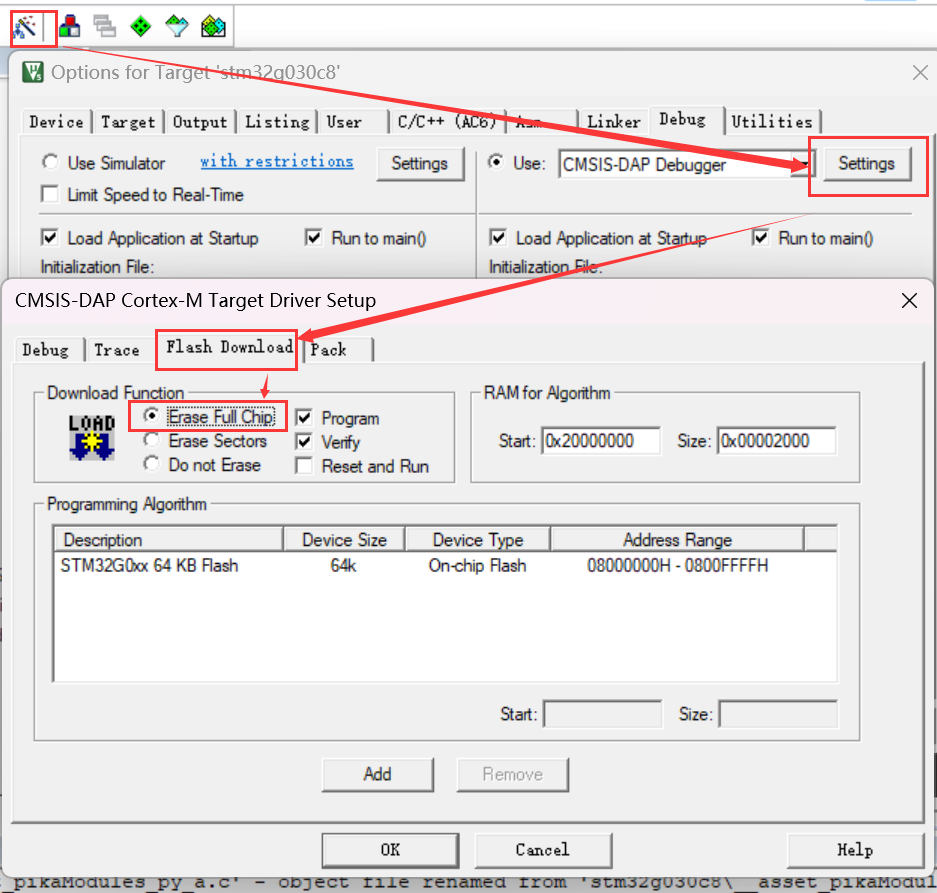 Options for Target 'stm32g030c8'
Device Target Output Listing User C/C++ (AC6) Asm Linker Debug Utilities
Use Simulator with restrictions Settings Use: CMSIS-DAP Debugger Settings
Limit Speed to Real-Time
Load Application at Startup Run to main() Load Application at Startup Run to main()
Initialization File: Initialization File:
CMSIS-DAP Cortex-M Target Driver Setup
Debug Trace Flash Download Pack
Download Function RAM for Algorithm
LOAD Erase Full Chip Program
Erase Sectors Verify Start: 0x20000000 Size: 0x00002000
Do not Erase Reset and Run
Programming Algorithm
Description Device Size Device Type Address Range
STM32G0xx 64 KB Flash 64k On-chip Flash 08000000H - 0800FFFFH
Start: Size:
Add Remove
OK Cancel Help
_pikaModules_py_a.c' - object file renamed from 'stm32g030c8\__asset_pikaModul